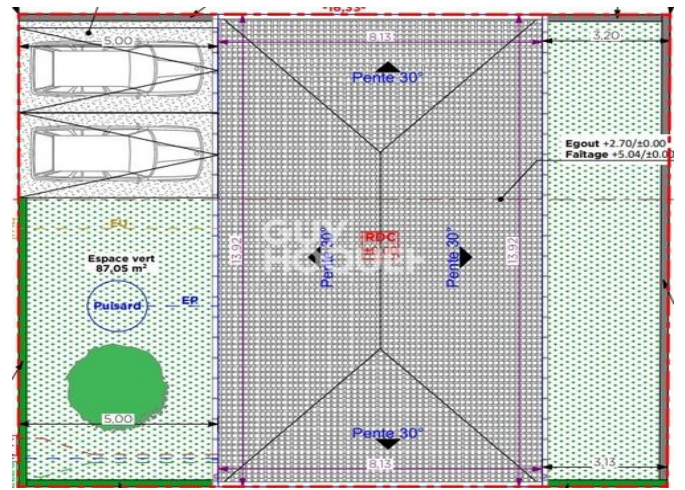 -16,33-
5,00
8.13
3,20
Pente 30°
Egout +2.70/±0.00
Faîtage +5.04/±0.00
EU
RDC
GUY
HOQUET
Espace vert
87,05 m²
13.92
Pente 30°
Pente 30°
13.92
Puisard
EP
5,00
Pente 30°
8.13
3,13